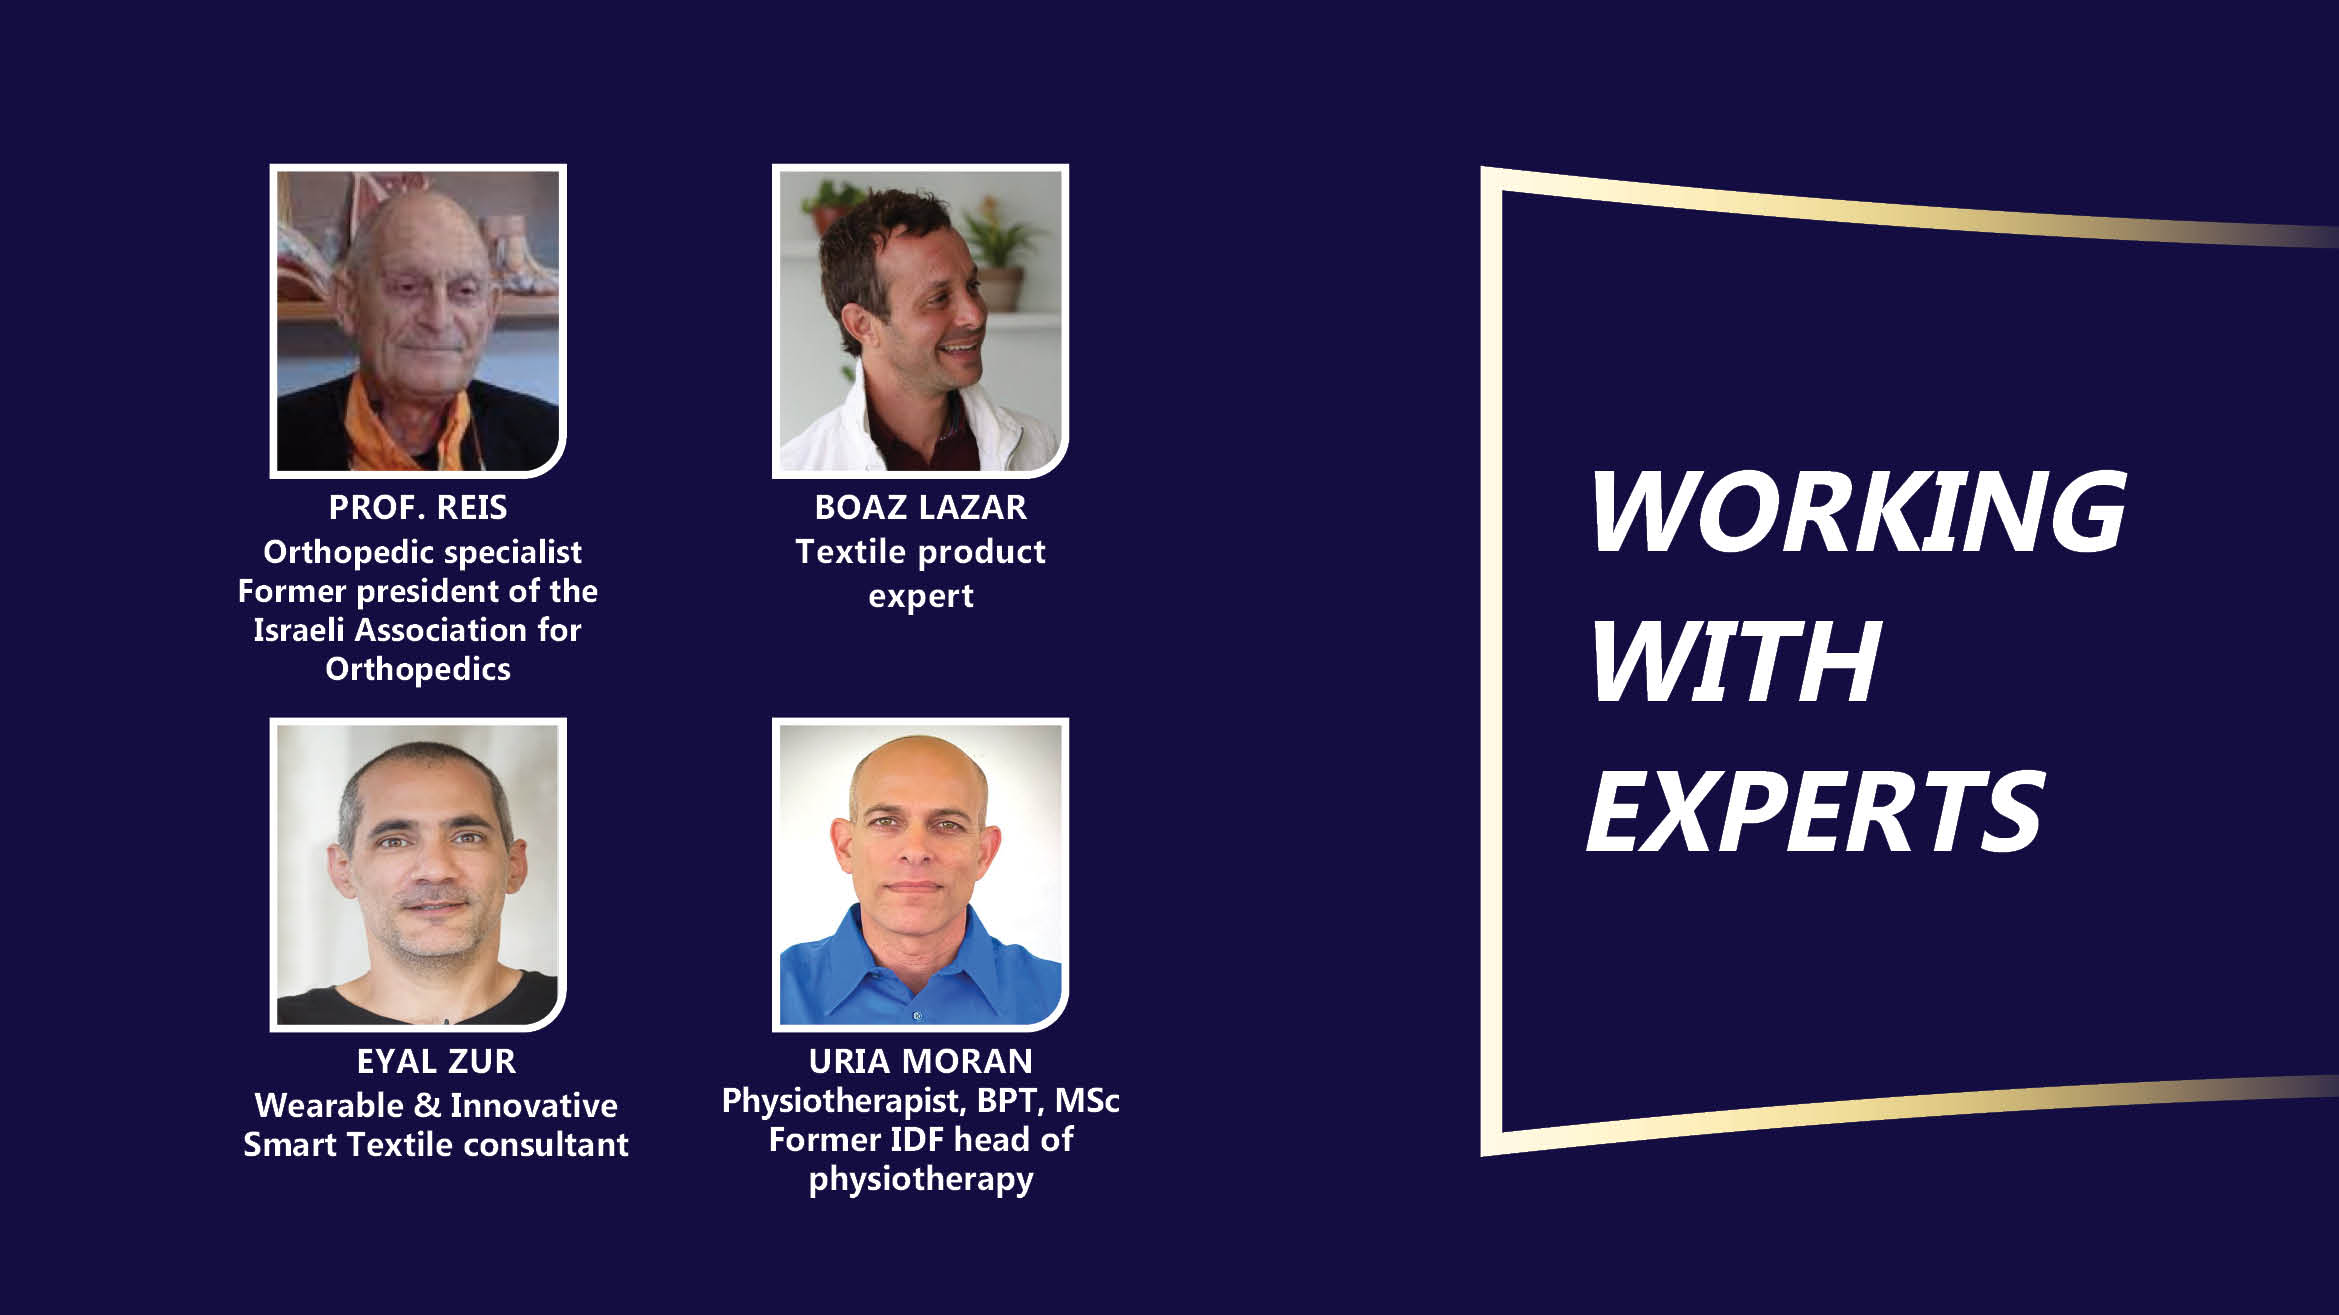 PROF. REIS
Orthopedic specialist
Former president of the
Israeli Association for
Orthopedics
BOAZ LAZAR
Textile product
expert
EYAL ZUR
Wearable & Innovative
Smart Textile consultant
URIA MORAN
Physiotherapist, BPT, MSc
Former IDF head of
physiotherapy
WORKING
WITH
EXPERTS